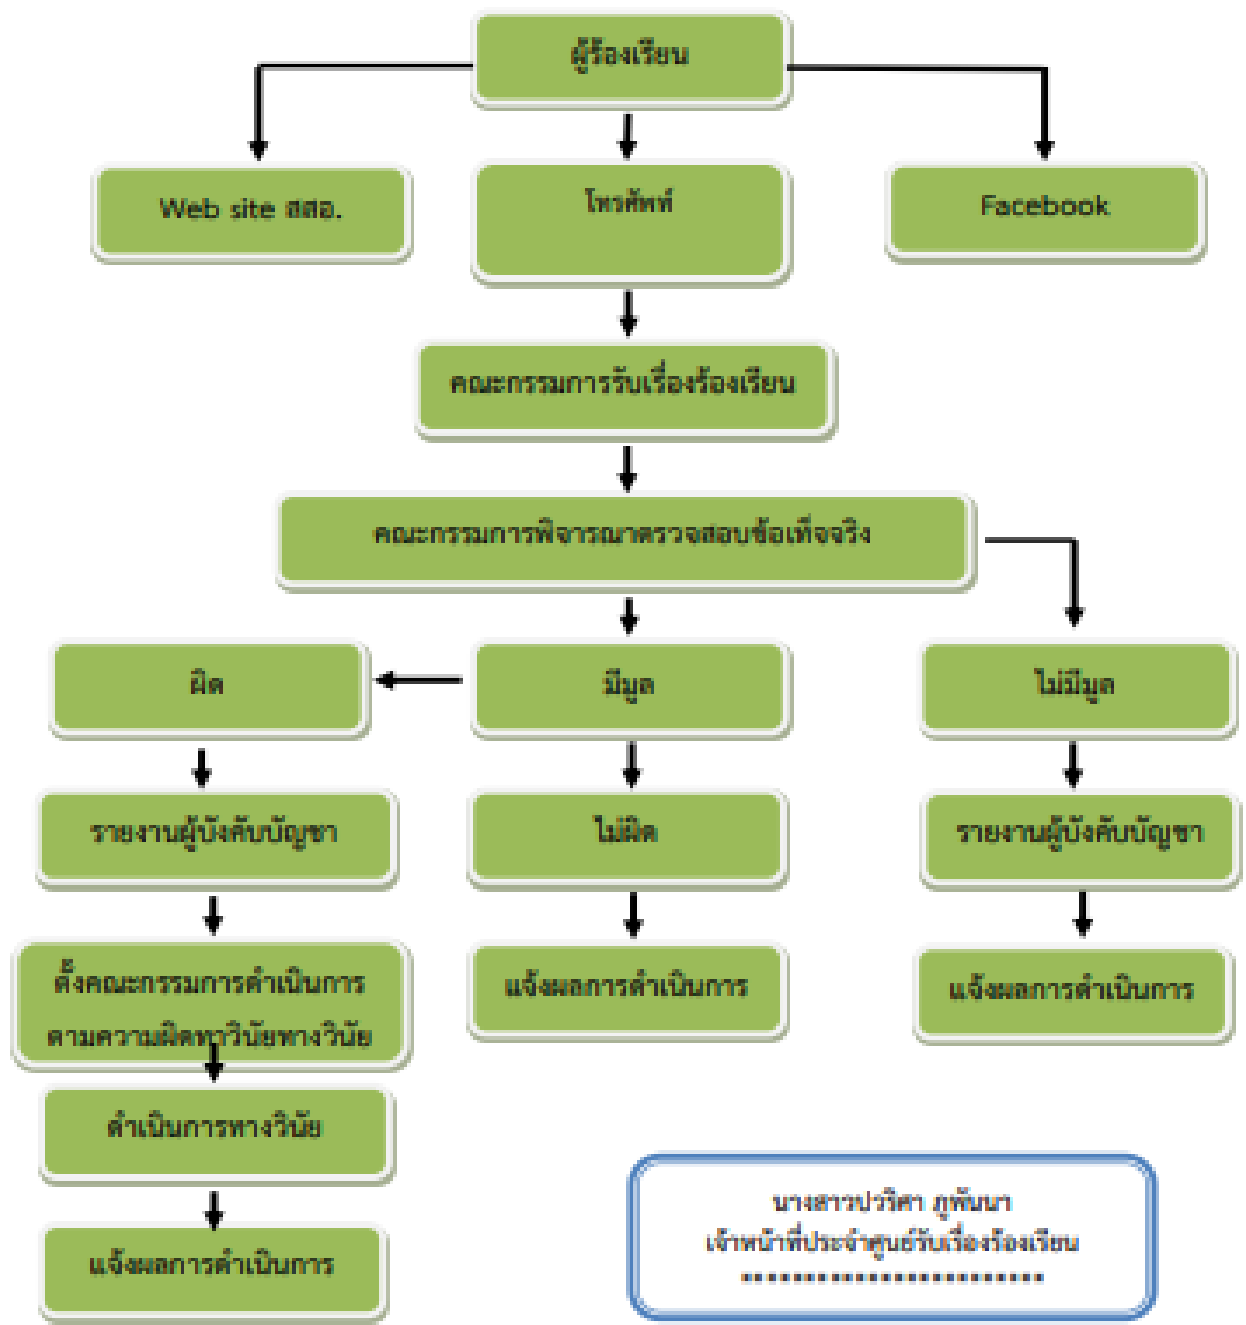 ผู้ร้องเรียน
Web site สสอ.
โทรศัพท์
Facebook
คณะกรรมการรับเรื่องร้องเรียน
คณะกรรมการพิจารณาตรวจสอบข้อเท็จจริง
ผิด
มีมูล
ไม่มีมูล
รายงานผู้บังคับบัญชา
ไม่ผิด
รายงานผู้บังคับบัญชา
ตั้งคณะกรรมการดำเนินการ
ตามความผิดทาวินัยทางวินัย
แจ้งผลการดำเนินการ
แจ้งผลการดำเนินการ
ดำเนินการทางวินัย
แจ้งผลการดำเนินการ
นางสาวปวริศา
เจ้าหน้าที่ประจำศูนย์รับเรื่องร้องเรียน